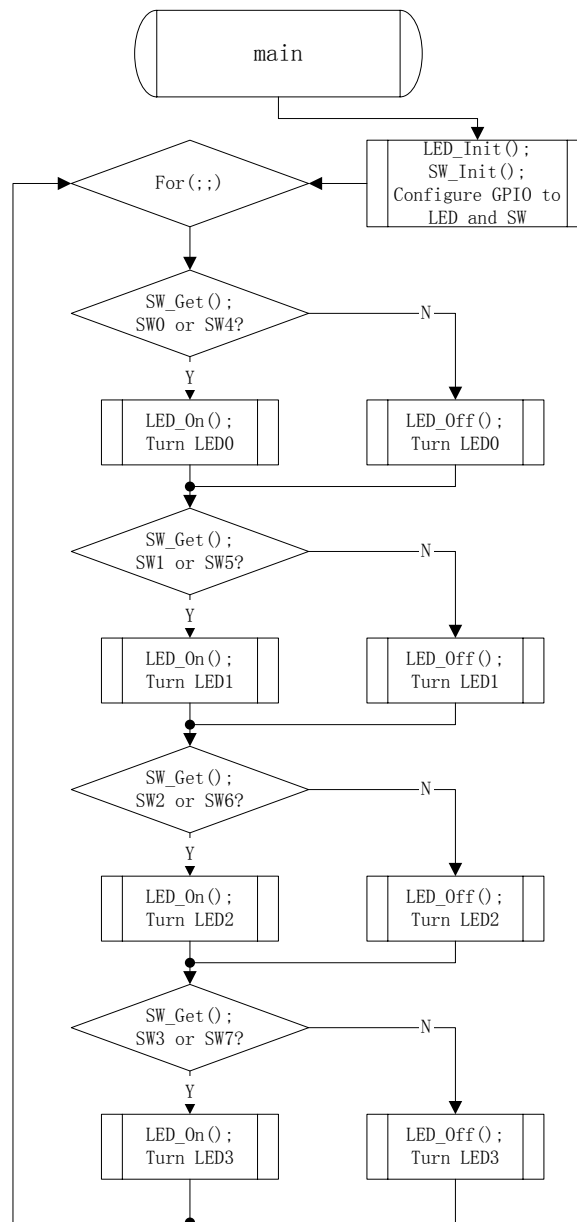 main
LED_Init();
SW_Init();
Configure GPIO to
LED and SW
For(;;)
SW_Get();
SW0 or SW4?
N
Y
LED_On();
Turn LED0
LED_Off();
Turn LED0
SW_Get();
SW1 or SW5?
N
Y
LED_On();
Turn LED1
LED_Off();
Turn LED1
SW_Get();
SW2 or SW6?
N
Y
LED_On();
Turn LED2
LED_Off();
Turn LED2
SW_Get();
SW3 or SW7?
N
Y
LED_On();
Turn LED3
LED_Off();
Turn LED3